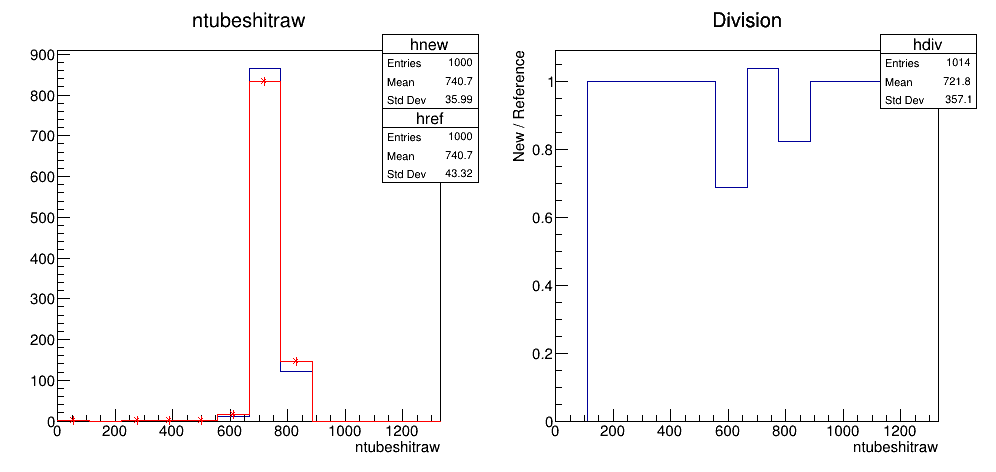 ntubeshitraw
hnew
Entries 1000
Mean 740.7
Std Dev 35.99
href
Entries 1000
Mean 740.7
Std Dev 43.32
900
800
700
600
500
400
300
200
100
0
0 200 400 600 800 1000 1200
ntubeshitraw
Division
hdiv
Entries 1014
Mean 721.8
Std Dev 357.1
New / Reference
1
0.8
0.6
0.4
0.2
0
0 200 400 600 800 1000 1200
ntubeshitraw